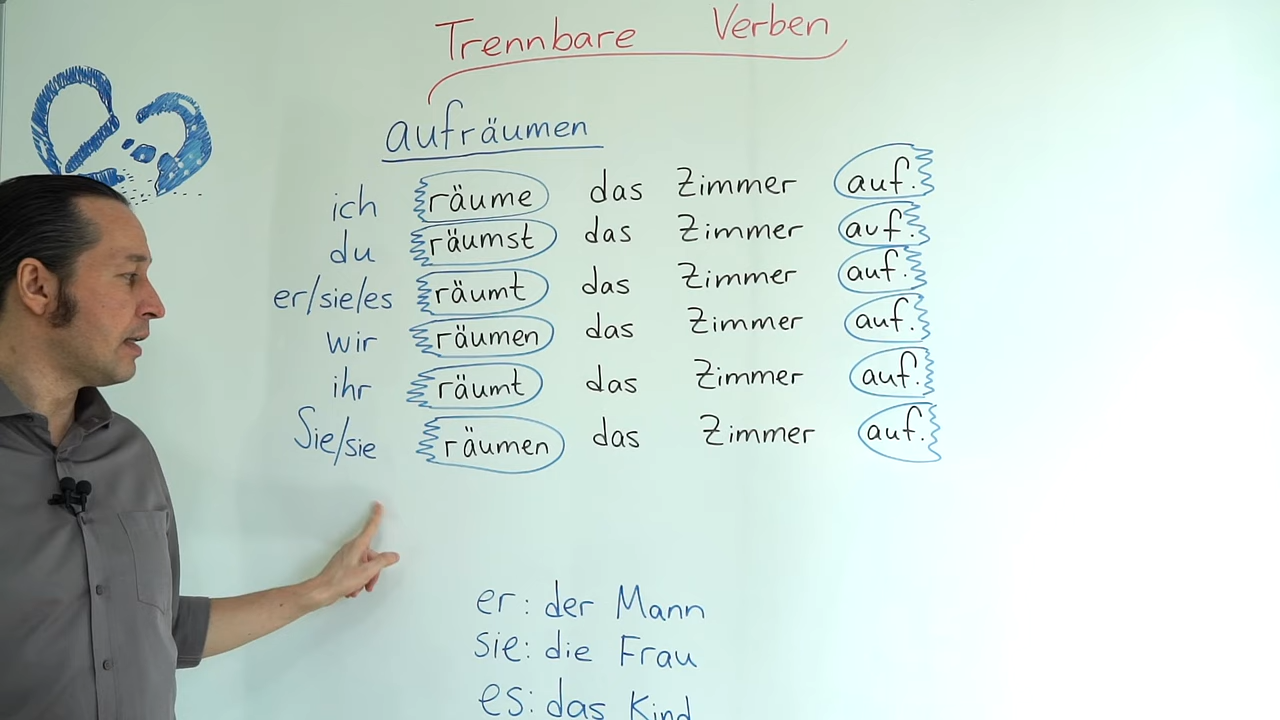 Trennbare Verben
aufräumen
ich räume das Zimmer auf.
du räumst das Zimmer auf.
er/sie/es räumt das Zimmer auf.
wir räumen das Zimmer auf.
ihr räumt das Zimmer auf.
Sie/sie räumen das Zimmer auf.
er: der Mann
sie: die Frau
es: das Kind